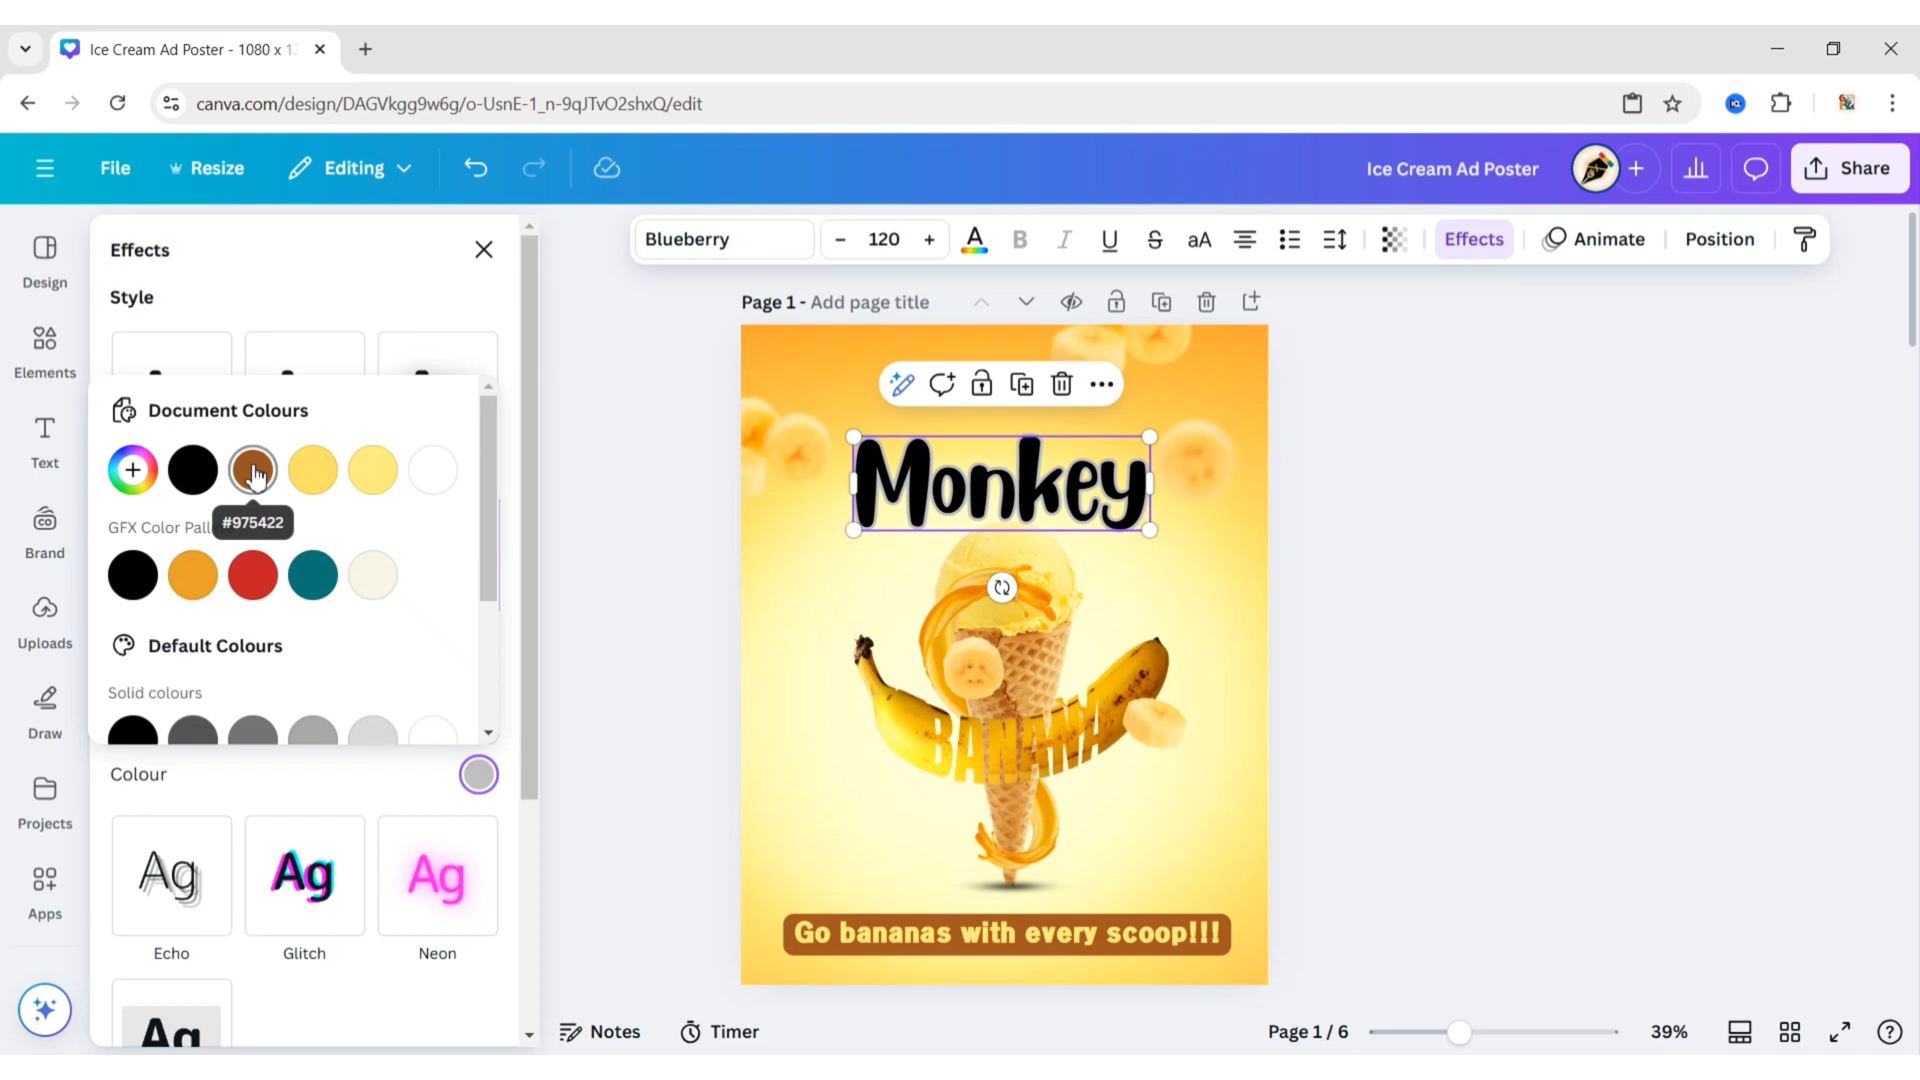 Ice Cream Ad Poster - 1080 x 1
canva.com/design/DAGVkgg9w6g/o-UsnE-1_n-9qJTvO2shxQ/edit
File
Resize
Editing
Ice Cream Ad Poster
Share
Design
Elements
Text
Brand
Uploads
Draw
Projects
Apps
Effects
Style
Document Colours
#975422
GFX Color Pall
Default Colours
Solid colours
Colour
Ag
Ag
Ag
Echo
Glitch
Neon
Ag
Blueberry
– 120 +
A
B
I
U
S
aA
Effects
Animate
Position
Page 1 - Add page title
Monkey
BANANA
Go bananas with every scoop!!!
Notes
Timer
Page 1 / 6
39%